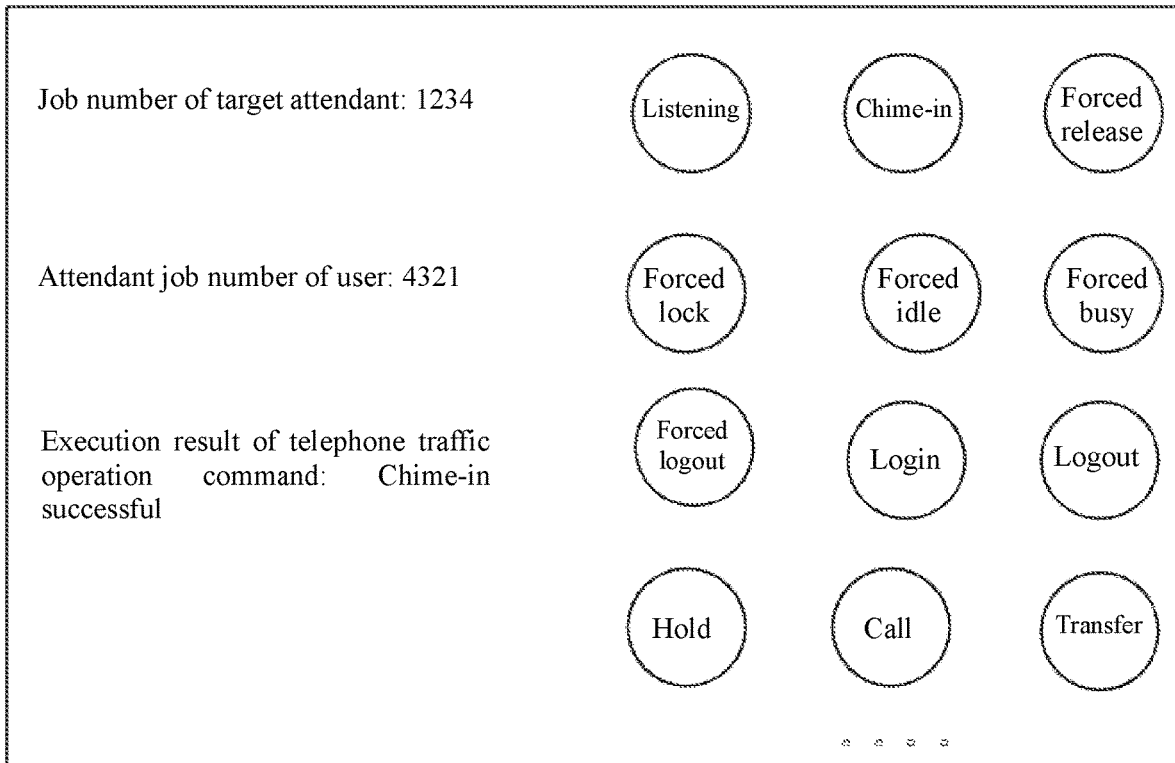 Job number of target attendant: 1234
Listening
Chime-in
Forced
release
Attendant job number of user: 4321
Forced
lock
Forced
idle
Forced
busy
Execution result of telephone traffic
operation command: Chime-in
successful
Forced
logout
Login
Logout
Hold
Call
Transfer